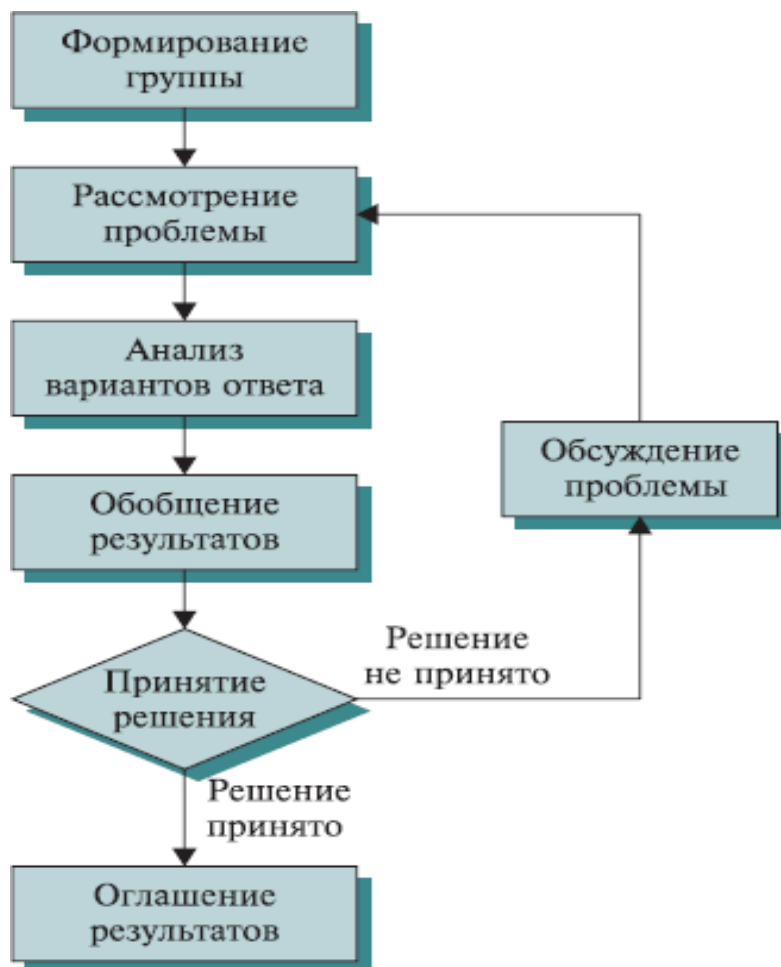 Формирование
группы
Рассмотрение
проблемы
Анализ
вариантов ответа
Обобщение
результатов
Обсуждение
проблемы
Принятие
решения
Решение
не принято
Решение
принято
Оглашение
результатов